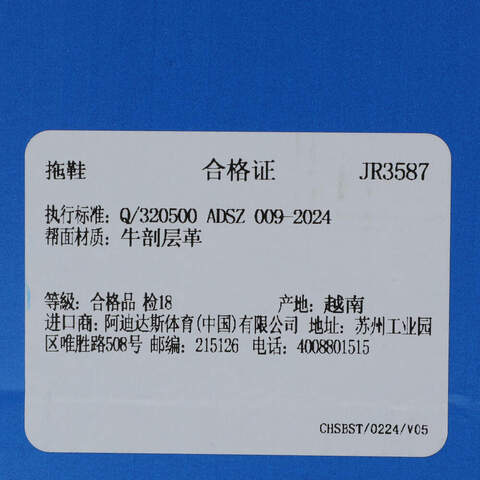 拖鞋 合格证 JR3587
执行标准: Q/320500 ADSZ 009-2024
帮面材质: 牛剖层革
等级: 合格品 检18 产地: 越南
进口商: 阿迪达斯体育(中国)有限公司 地址: 苏州工业园
区唯胜路508号 邮编: 215126 电话: 4008801515
CHSBST/0224/V05